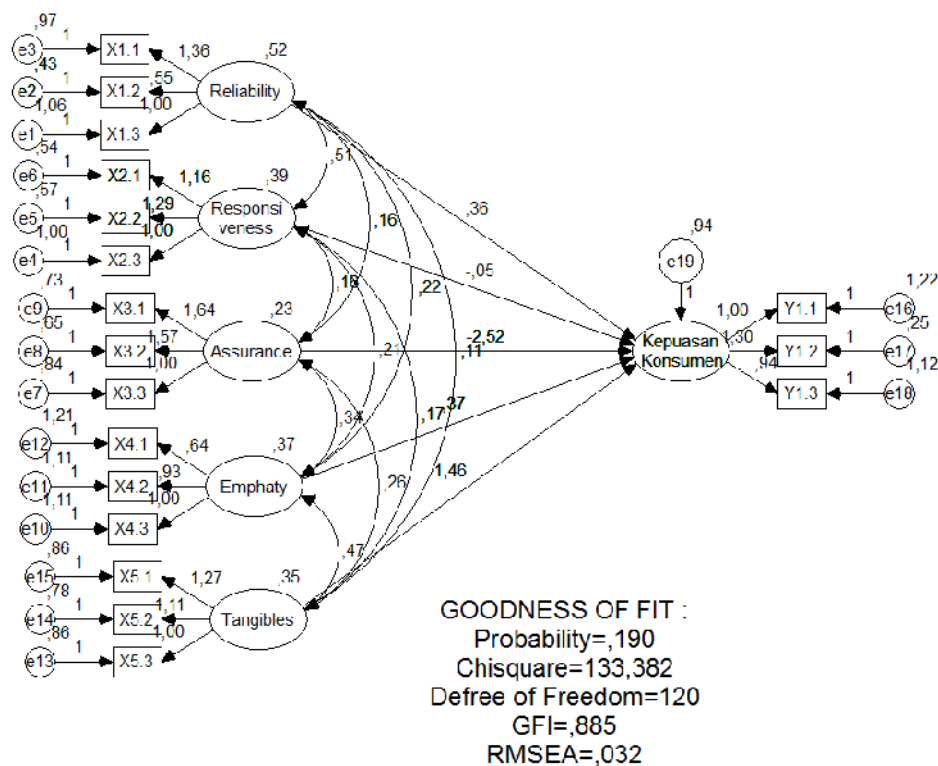 ,97
e3 1 X1.1 1,36 ,52
,43
e2 1 X1.2 ,55 Reliability
1,06 1,00
e1 1 X1.3
,54 ,51
e6 1 X2.1 1,16 ,39
,57
e5 1 X2.2 1,29 Responsi
veness ,16 ,36
1,00 1,00
e4 1 X2.3 -,05 ,94
,73 ,22 e19
c9 1 X3.1 1,64 ,23 1 1,22
,65 1,00 Y1.1 1 e16
e8 1 X3.2 1,57 Assurance ,21 -2,52 Kepuasan
Konsumen 1,30 Y1.2 1 ,25
,84 1,00 ,11 ,94 1 1,12
e7 1 X3.3 Y1.3 e18
1,21 ,34 ,17 ,37
e12 1 X4.1 ,64 ,37
1,11 ,93 1,46
c11 1 X4.2 Emphaty ,26
1,11 1,00
e10 1 X4.3
,86 ,47
e15 1 X5.1 1,27 ,35
,78
e14 1 X5.2 1,11 Tangibles
,86 1,00
e13 1 X5.3
GOODNESS OF FIT :
Probability=,190
Chisquare=133,382
Defree of Freedom=120
GFI=,885
RMSEA=,032